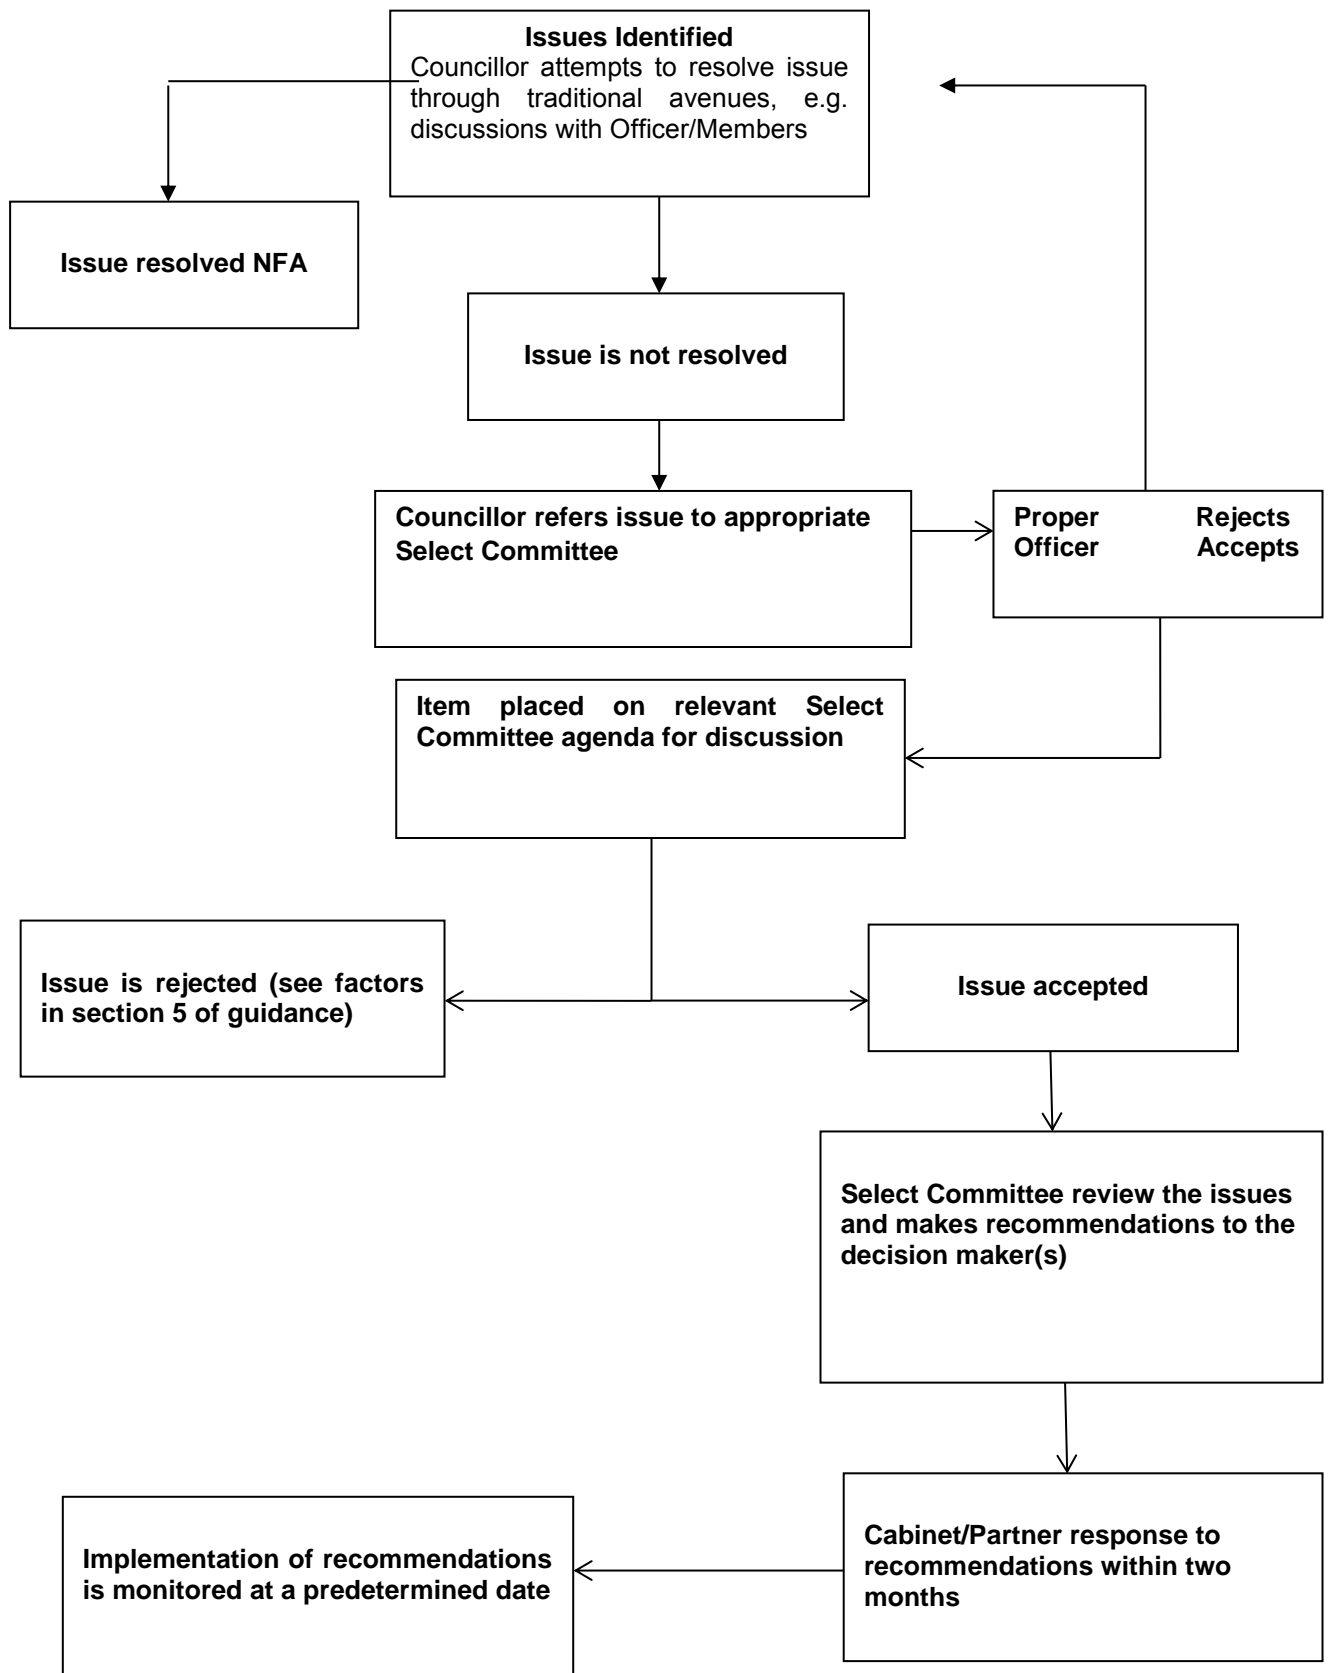 Issues Identified
Councillor attempts to resolve issue
through traditional avenues, e.g.
discussions with Officer/Members
Issue resolved NFA
Issue is not resolved
Councillor refers issue to appropriate
Select Committee
Proper Rejects
Officer Accepts
Item placed on relevant Select
Committee agenda for discussion
Issue is rejected (see factors
in section 5 of guidance)
Issue accepted
Select Committee review the issues
and makes recommendations to the
decision maker(s)
Cabinet/Partner response to
recommendations within two
months
Implementation of recommendations
is monitored at a predetermined date